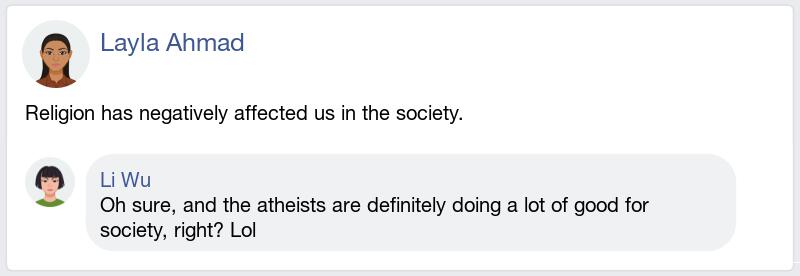 Layla Ahmad
Religion has negatively affected us in the society.
Li Wu
Oh sure, and the atheists are definitely doing a lot of good for
society, right? Lol